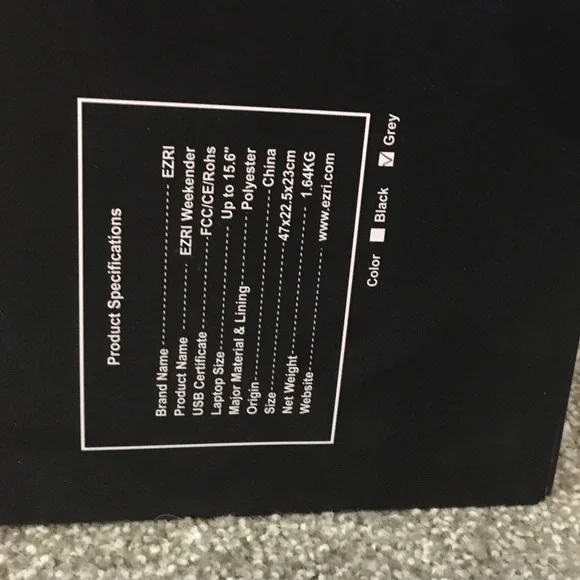 Product Specifications
Brand Name------------------------ EZRI
Product Name ----------- EZRI Weekender
USB Certificate---------------FCC/CE/Rohs
Laptop Size--------------------Up to 15.6"
Major Material & Lining----------- Polyester
Origin---------------------------------China
Size-------------------------47x22.5x23cm
Net Weight------------------------ 1.64KG
Website-------------------- www.ezri.com
Color Black Grey